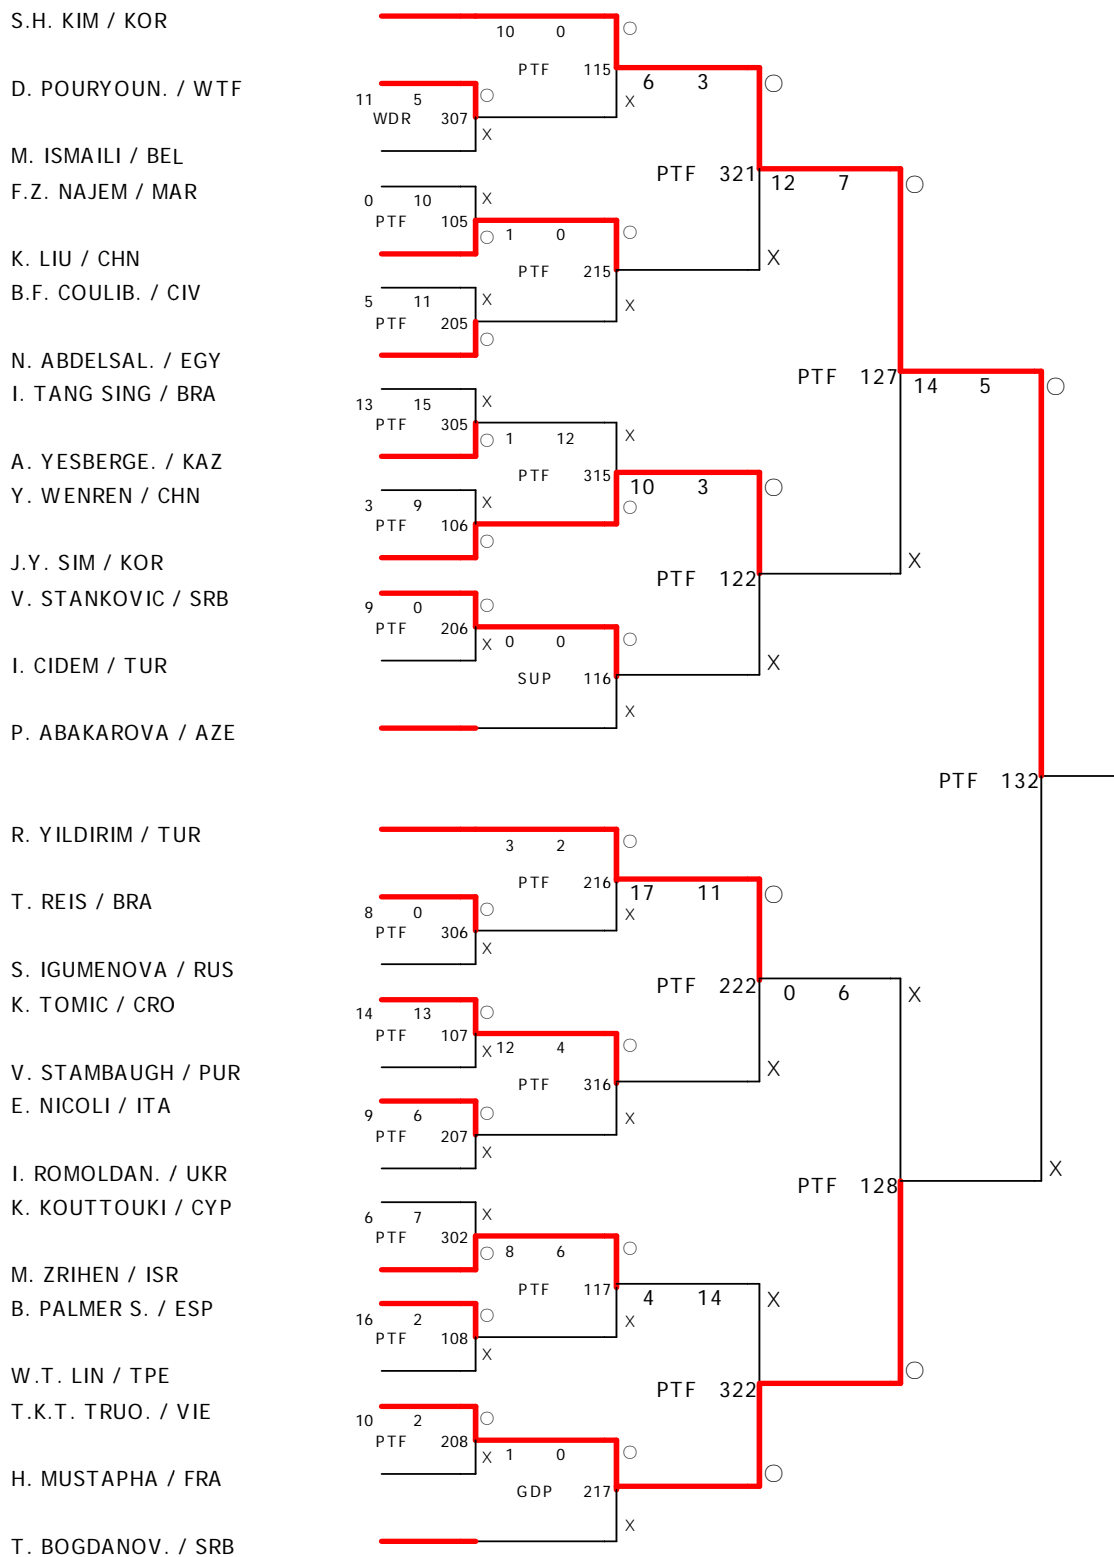 S.H. KIM / KOR
10 0
PTF 115
6 3
D. POURYOUN. / WTF
11 5
X
WDR 307
X
M. ISMAILI / BEL
PTF 321
12 7
F.Z. NAJEM / MAR
0 10
X
PTF 105
1 0
K. LIU / CHN
PTF 215
X
B.F. COULIB. / CIV
5 11
X
X
PTF 205
N. ABDELSAL. / EGY
PTF 127
14 5
I. TANG SING / BRA
13 15
X
PTF 305
1 12
X
A. YESBERGE. / KAZ
PTF 315
10 3
Y. WENREN / CHN
3 9
X
PTF 106
J.Y. SIM / KOR
X
PTF 122
V. STANKOVIC / SRB
9 0
PTF 206
X
0 0
I. CIDEM / TUR
X
SUP 116
X
P. ABAKAROVA / AZE
PTF 132
R. YILDIRIM / TUR
3 2
PTF 216
17 11
T. REIS / BRA
8 0
X
PTF 306
X
S. IGUMENOVA / RUS
PTF 222
0 6
X
K. TOMIC / CRO
14 13
PTF 107
X
12 4
V. STAMBAUGH / PUR
X
PTF 316
E. NICOLI / ITA
9 6
X
PTF 207
X
I. ROMOLDAN. / UKR
X
PTF 128
K. KOUTTOUKI / CYP
6 7
X
PTF 302
8 6
M. ZRIHEN / ISR
PTF 117
4 14
X
B. PALMER S. / ESP
16 2
X
PTF 108
X
W.T. LIN / TPE
PTF 322
T.K.T. TRUO. / VIE
10 2
PTF 208
X
1 0
H. MUSTAPHA / FRA
GDP 217
X
T. BOGDANOV. / SRB